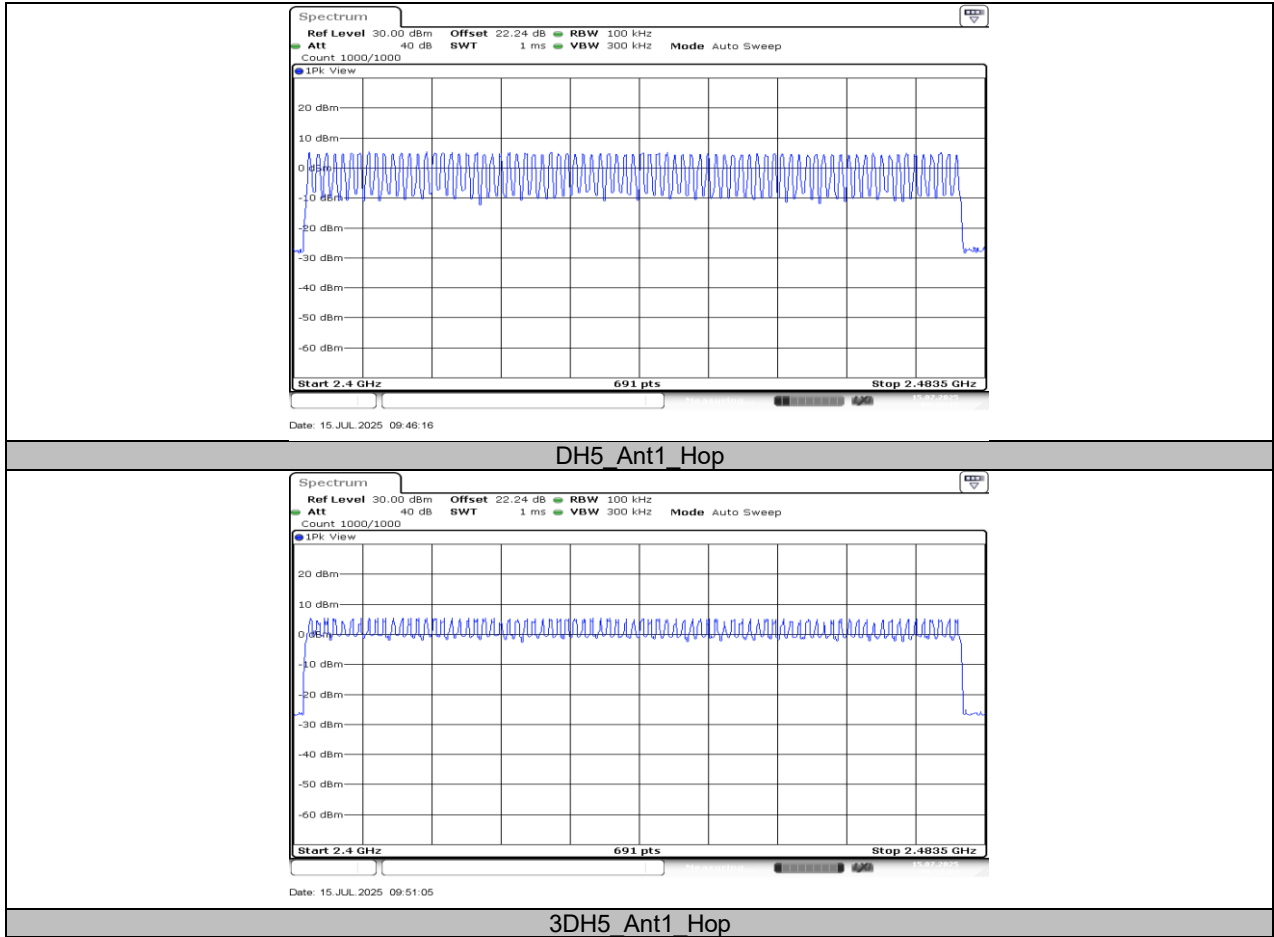 Spectrum
Ref Level 30.00 dBm Offset 22.24 dB RBW 100 kHz
Att 40 dB SWT 1 ms VBW 300 kHz Mode Auto Sweep
Count 1000/1000
1Pk View
20 dBm
10 dBm
0 dBm
-10 dBm
-20 dBm
-30 dBm
-40 dBm
-50 dBm
-60 dBm
Start 2.4 GHz 691 pts Stop 2.4835 GHz
Date: 15.JUL.2025 09:46:16
DH5_Ant1_Hop
Spectrum
Ref Level 30.00 dBm Offset 22.24 dB RBW 100 kHz
Att 40 dB SWT 1 ms VBW 300 kHz Mode Auto Sweep
Count 1000/1000
1Pk View
20 dBm
10 dBm
0 dBm
-10 dBm
-20 dBm
-30 dBm
-40 dBm
-50 dBm
-60 dBm
Start 2.4 GHz 691 pts Stop 2.4835 GHz
Date: 15.JUL.2025 09:51:05
3DH5_Ant1_Hop